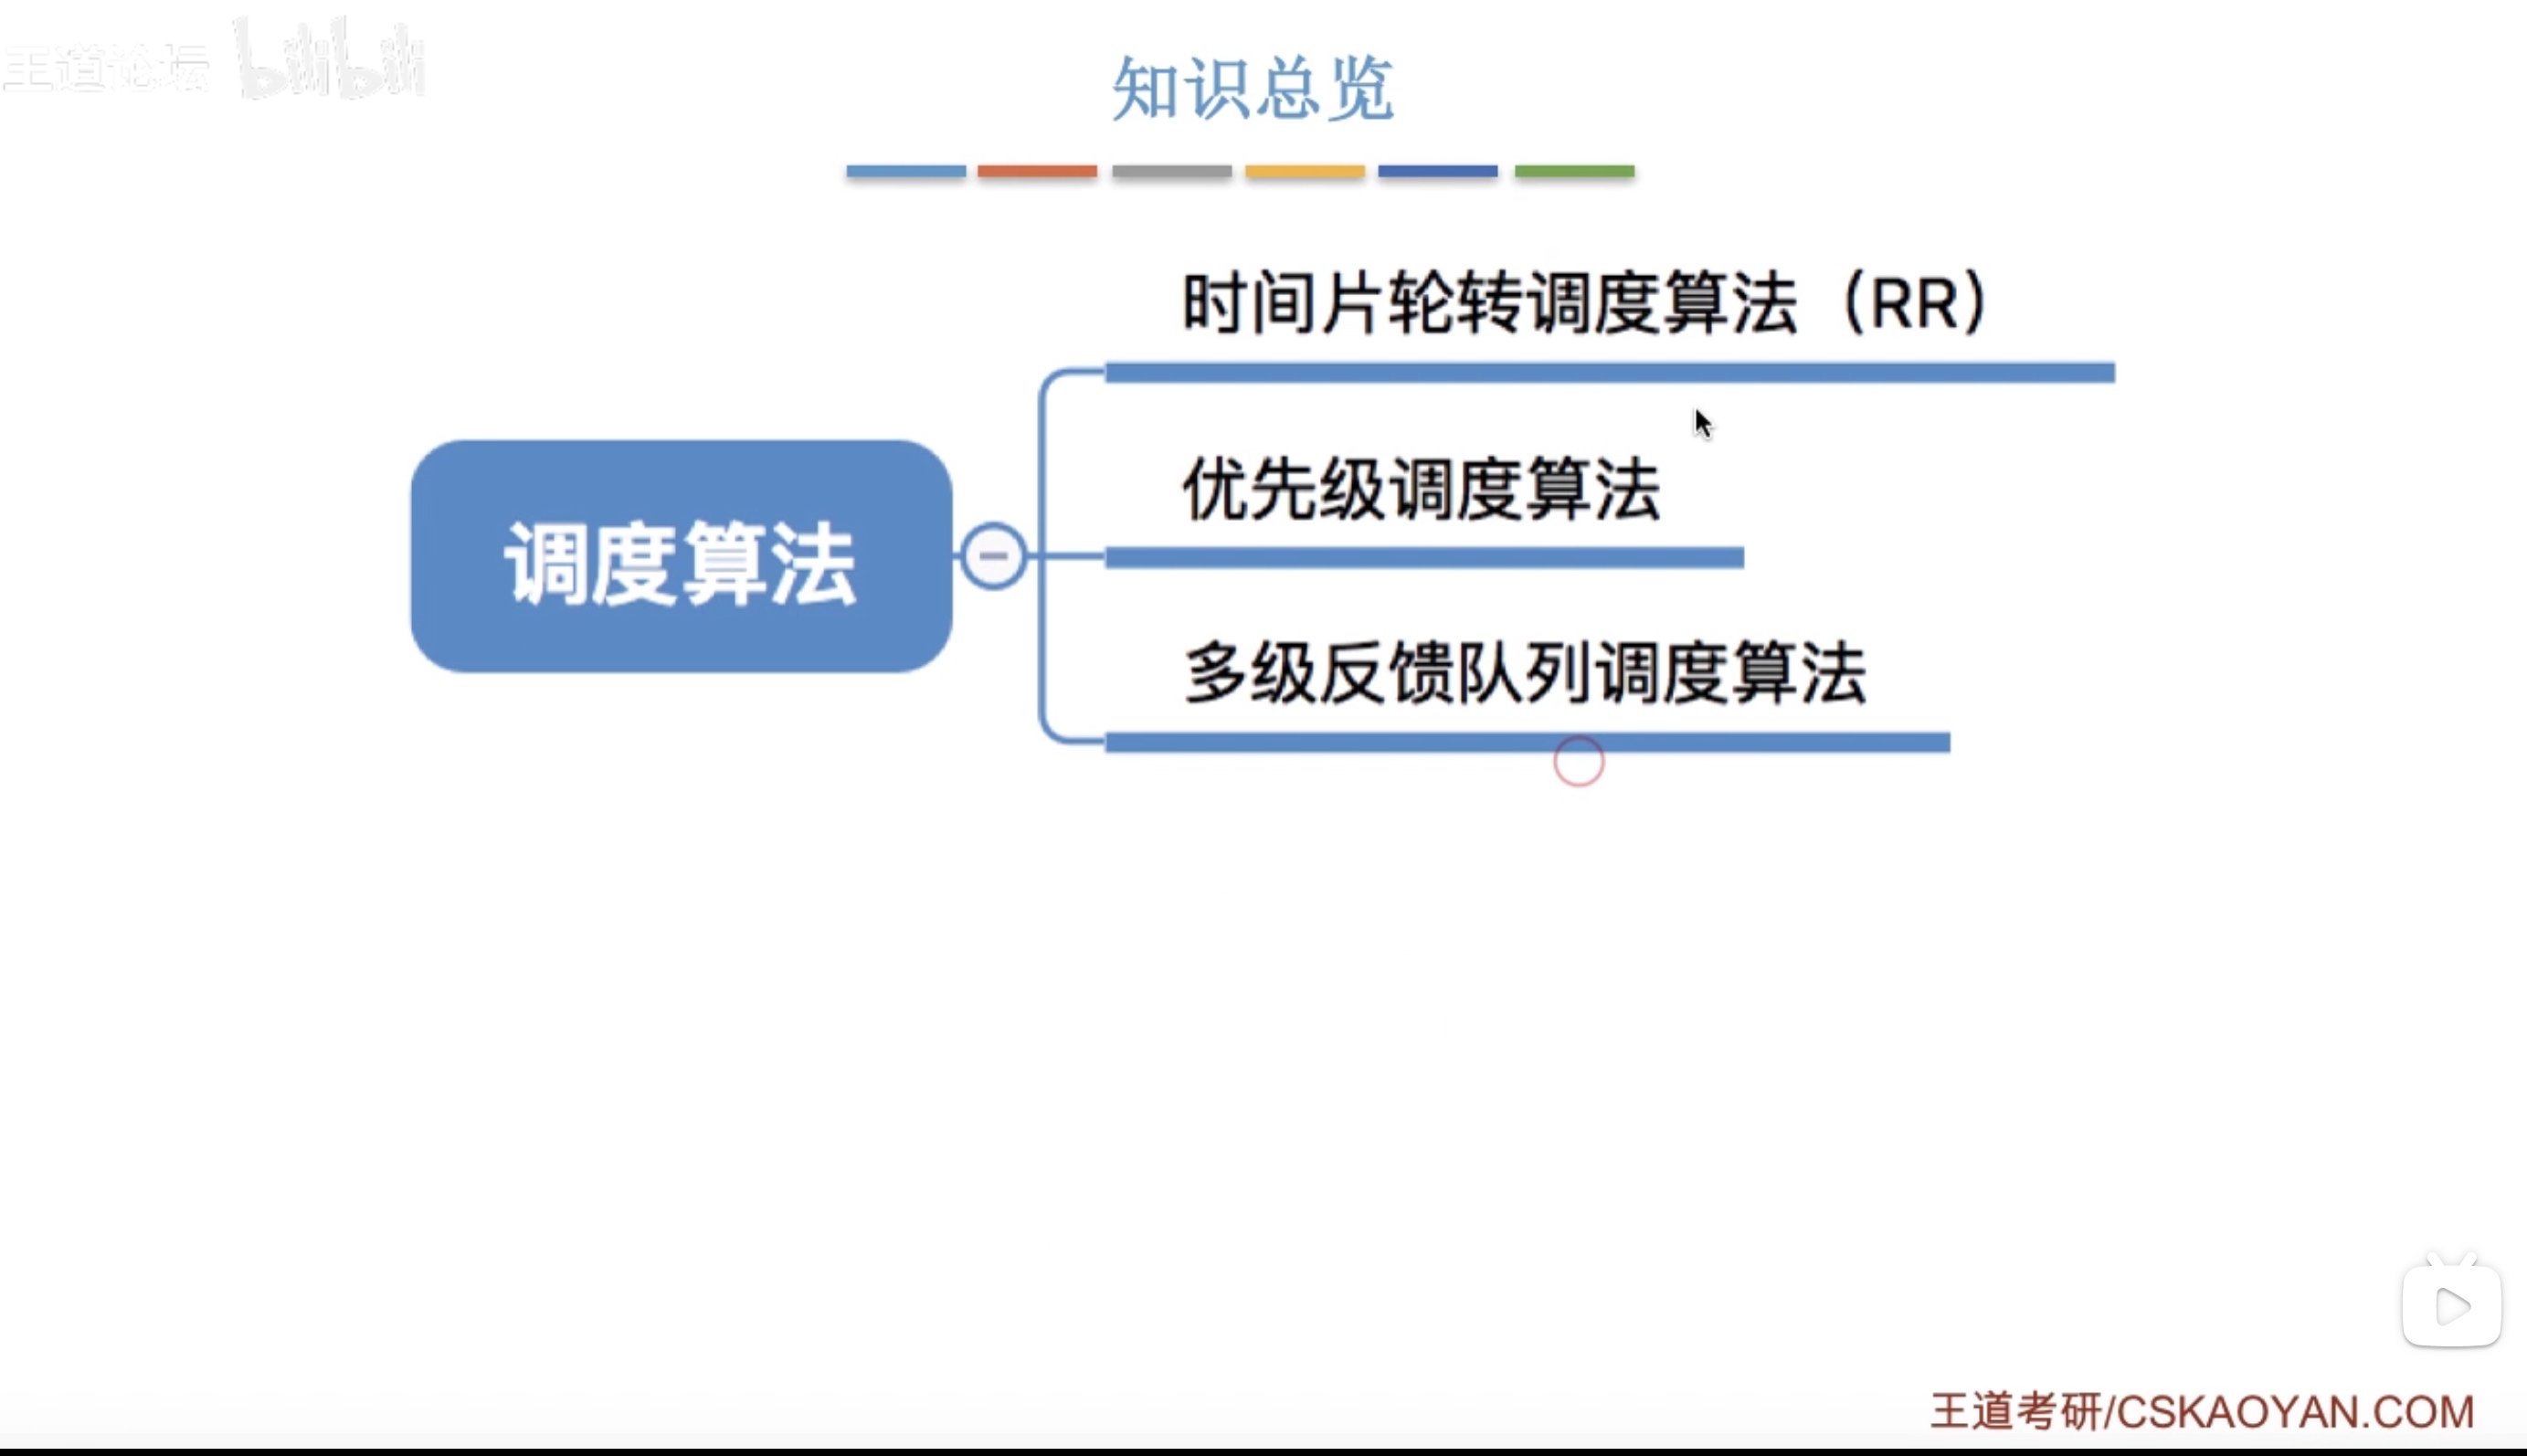 王道论坛 bilibili
知识总览
时间片轮转调度算法（RR）
优先级调度算法
调度算法
多级反馈队列调度算法
王道考研/CSKAOYAN.COM